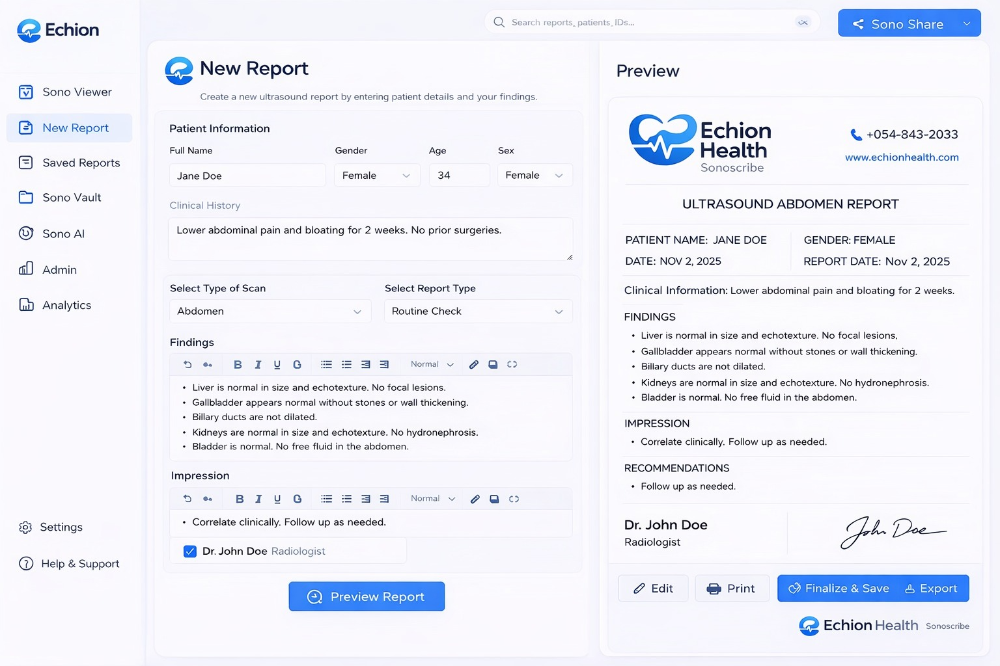 Echion
Search reports, patients, IDs...
Sono Share
Sono Viewer
New Report
Saved Reports
Sono Vault
Sono AI
Admin
Analytics
Settings
Help & Support
New Report
Create a new ultrasound report by entering patient details and your findings.
Patient Information
Full Name Gender Age Sex
Jane Doe Female 34 Female
Clinical History
Lower abdominal pain and bloating for 2 weeks. No prior surgeries.
Select Type of Scan Select Report Type
Abdomen Routine Check
Findings
B I U G Normal
• Liver is normal in size and echotexture. No focal lesions.
• Gallbladder appears normal without stones or wall thickening.
• Billary ducts are not dilated.
• Kidneys are normal in size and echotexture. No hydronephrosis.
• Bladder is normal. No free fluid in the abdomen.
Impression
B I U G Normal
• Correlate clinically. Follow up as needed.
Dr. John Doe Radiologist
Preview Report
Preview
Echion
Health
Sonoscribe
+054-843-2033
www.echionhealth.com
ULTRASOUND ABDOMEN REPORT
PATIENT NAME: JANE DOE GENDER: FEMALE
DATE: NOV 2, 2025 REPORT DATE: Nov 2, 2025
Clinical Information: Lower abdominal pain and bloating for 2 weeks.
FINDINGS
• Liver is normal in size and echotexture. No focal lesions,
• Gallbladder appears normal without stones or wall thickening.
• Billary ducts are not dilated.
• Kidneys are normal in size and echotexture. No hydronephrosis.
• Bladder is normal. No free fluid in the abdomen.
IMPRESSION
• Correlate clinically. Follow up as needed.
RECOMMENDATIONS
• Follow up as needed.
Dr. John Doe
Radiologist
John Doe
Edit Print Finalize & Save Export
Echion Health Sonoscribe